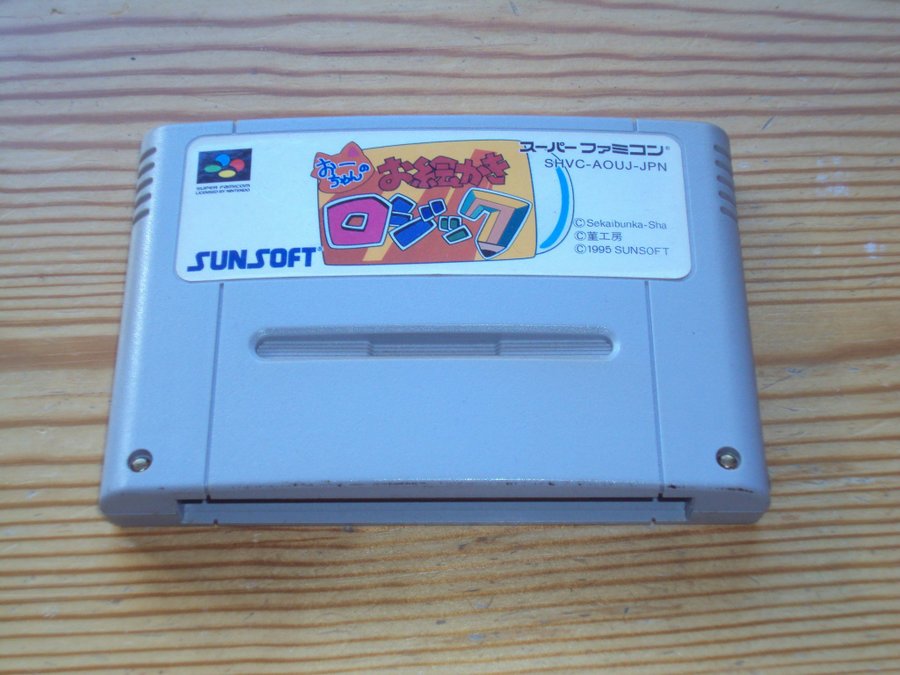 SUPER FAMICOM
LICENSED BY NINTENDO
SUNSOFT®
おーちゃんの
お絵かき
ロジック
スーパーファミコン®
SHVC-AOUJ-JPN
©Sekaibunka-Sha
©菫工房
©1995 SUNSOFT